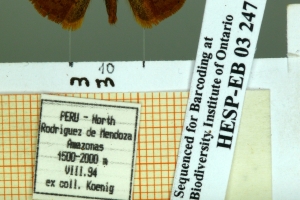 10
mm
PERU - North
Rodriguez de Mendoza
Amazonas
1500-2000 m
VIII.94
ex coll. Koenig
Sequenced for Barcoding at
Biodiversity. Institute of Ontario
HESP-EB 03 247